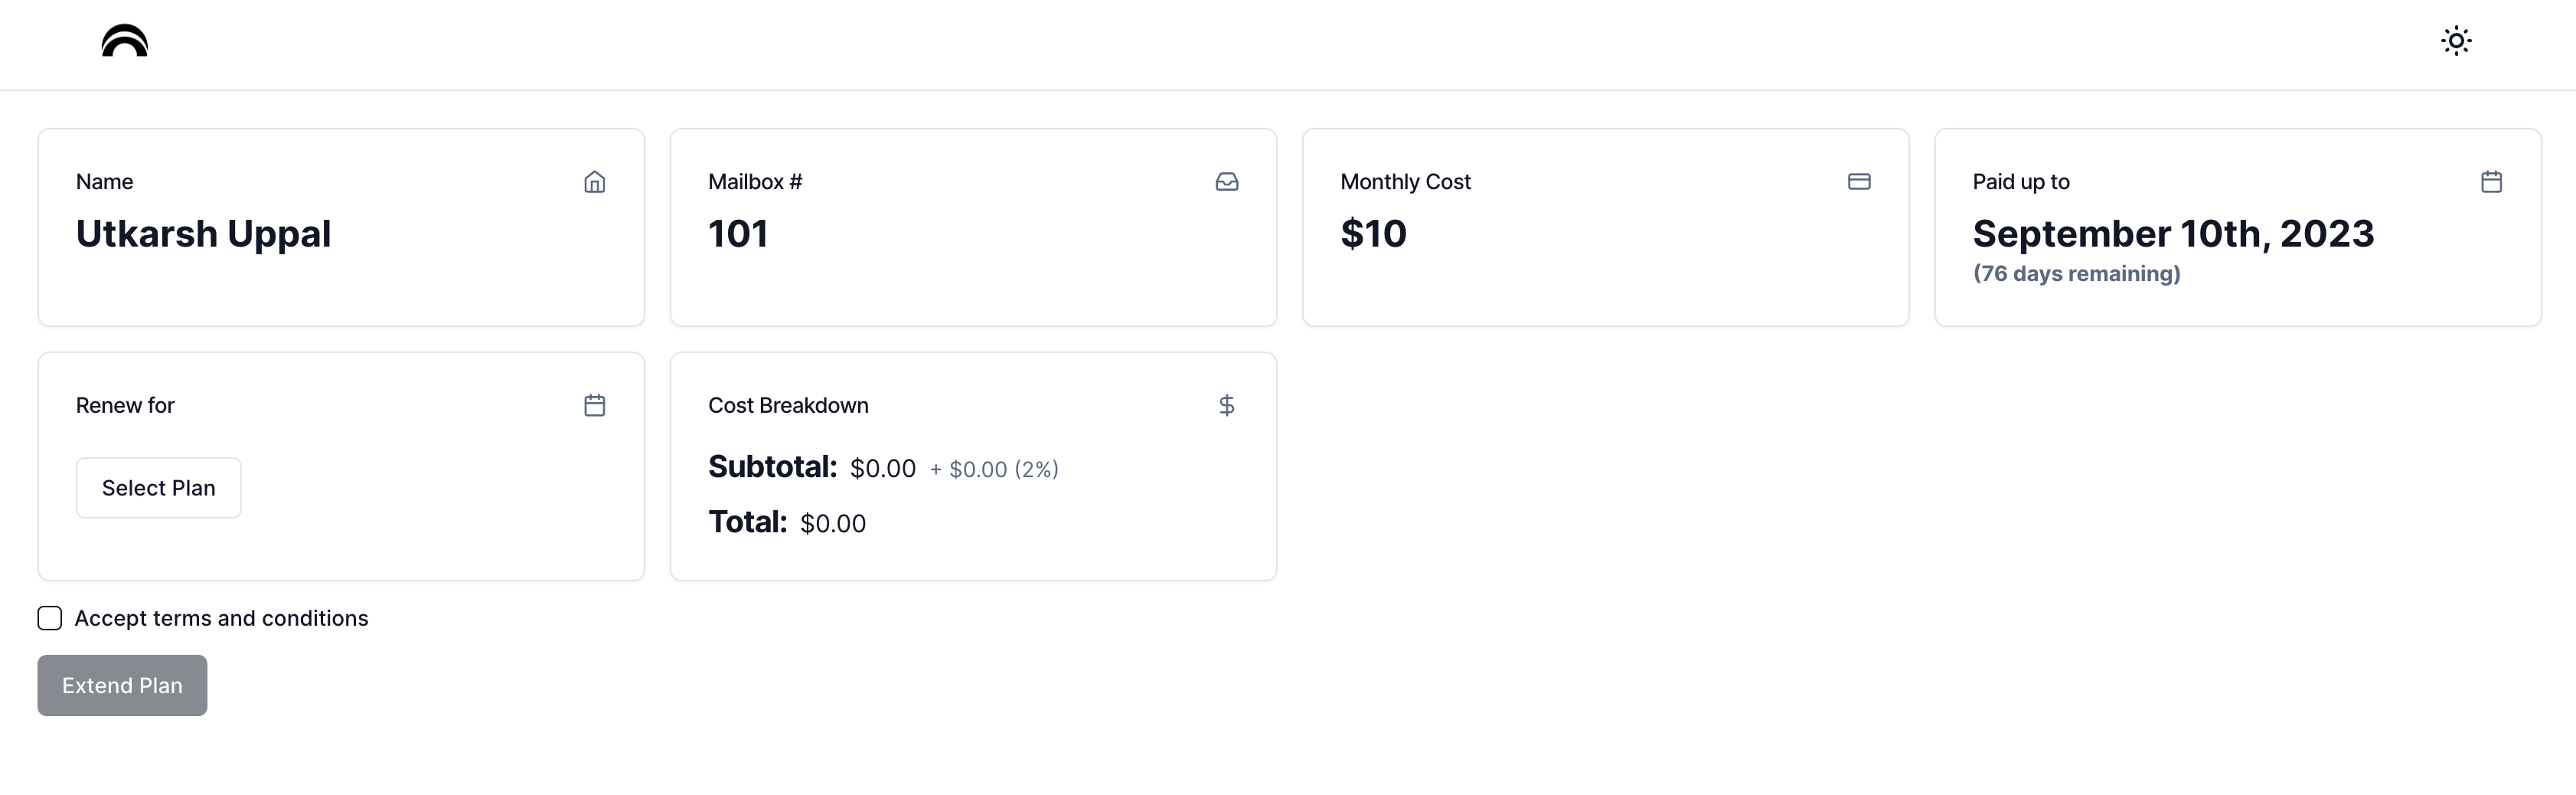 Name
Utkarsh Uppal
Mailbox #
101
Monthly Cost
$10
Paid up to
September 10th, 2023
(76 days remaining)
Renew for
Select Plan
Cost Breakdown
Subtotal: $0.00 + $0.00 (2%)
Total: $0.00
Accept terms and conditions
Extend Plan